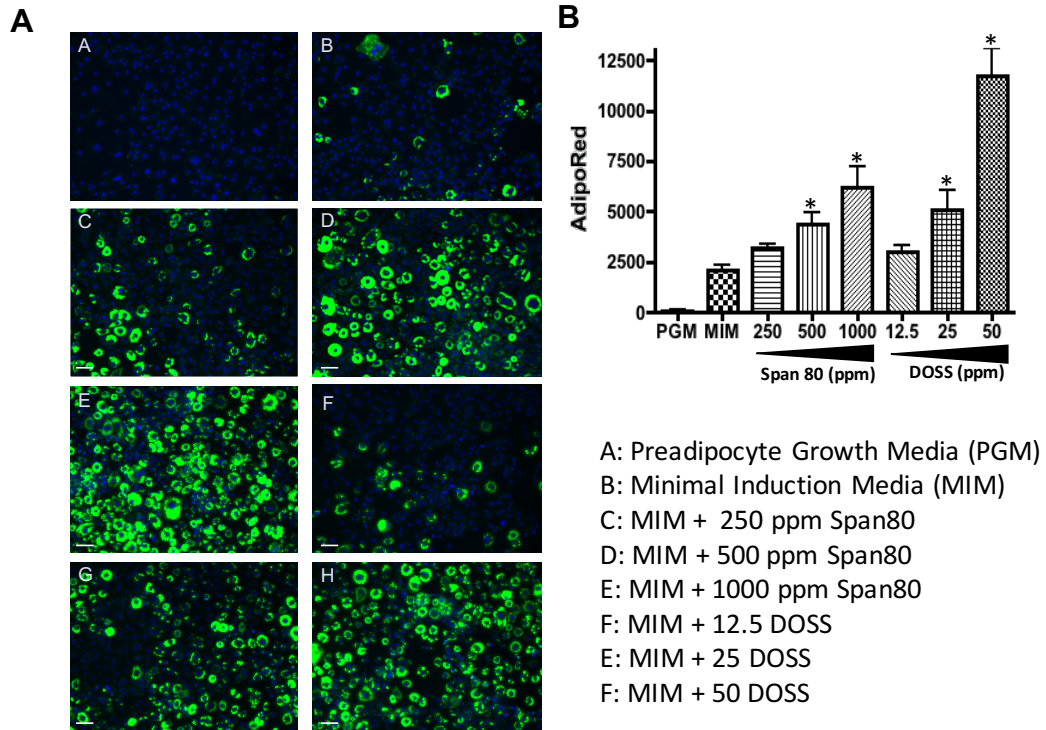 A
A
B
C
D
E
F
G
H
B
AdipoRed
12500
10000
7500
5000
2500
0
* * * *
PGM MIM 250 500 1000 12.5 25 50
Span 80 (ppm) DOSS (ppm)
A: Preadipocyte Growth Media (PGM)
B: Minimal Induction Media (MIM)
C: MIM + 250 ppm Span80
D: MIM + 500 ppm Span80
E: MIM + 1000 ppm Span80
F: MIM + 12.5 DOSS
E: MIM + 25 DOSS
F: MIM + 50 DOSS